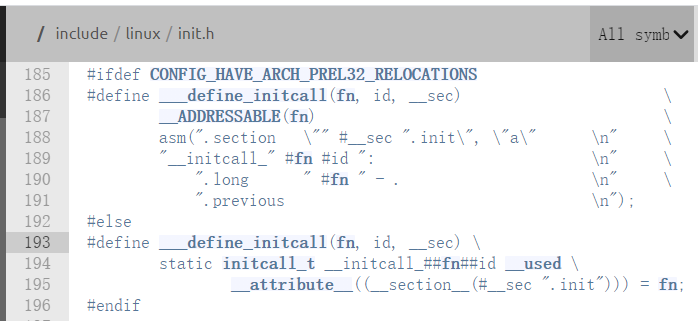 / include / linux / init.h
All symb
185 #ifdef CONFIG_HAVE_ARCH_PREL32_RELOCATIONS
186 #define ___define_initcall(fn, id, __sec) \
187 __ADDRESSABLE(fn) \
188 asm(".section \"" #__sec ".init\", \"a\" \n" \
189 "__initcall_" #fn #id ": \n" \
190 ".long " #fn " - . \n" \
191 ".previous \n");
192 #else
193 #define ___define_initcall(fn, id, __sec) \
194 static initcall_t __initcall_##fn##id __used \
195 __attribute__((__section__(#__sec ".init"))) = fn;
196 #endif